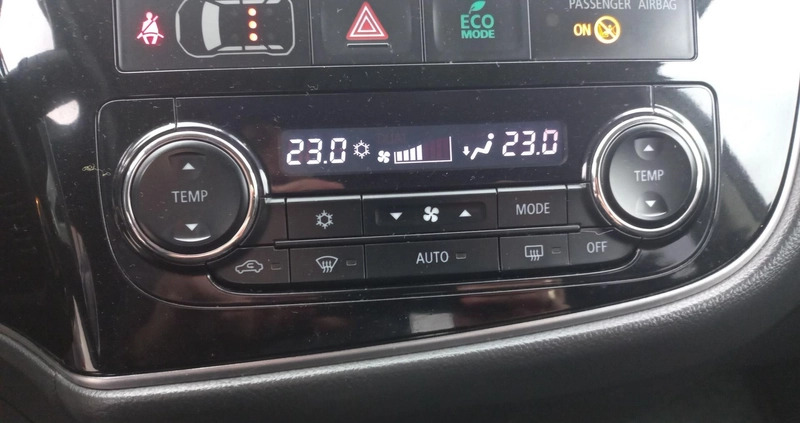 PASSENGER AIRBAG
ECO
MODE
ON
23.0 23.0
TEMP
TEMP
MODE
AUTO
OFF